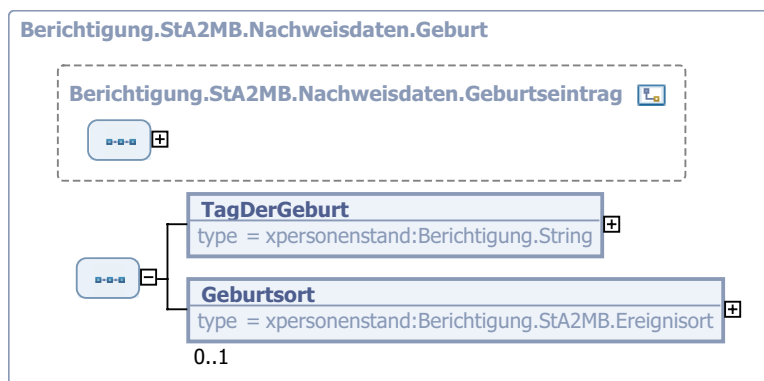 Berichtigung.StA2MB.Nachweisdaten.Geburt
Berichtigung.StA2MB.Nachweisdaten.Geburtseintrag
TagDerGeburt
type = xpersonenstand:Berichtigung.String
Geburtsort
type = xpersonenstand:Berichtigung.StA2MB.Ereignisort
0..1